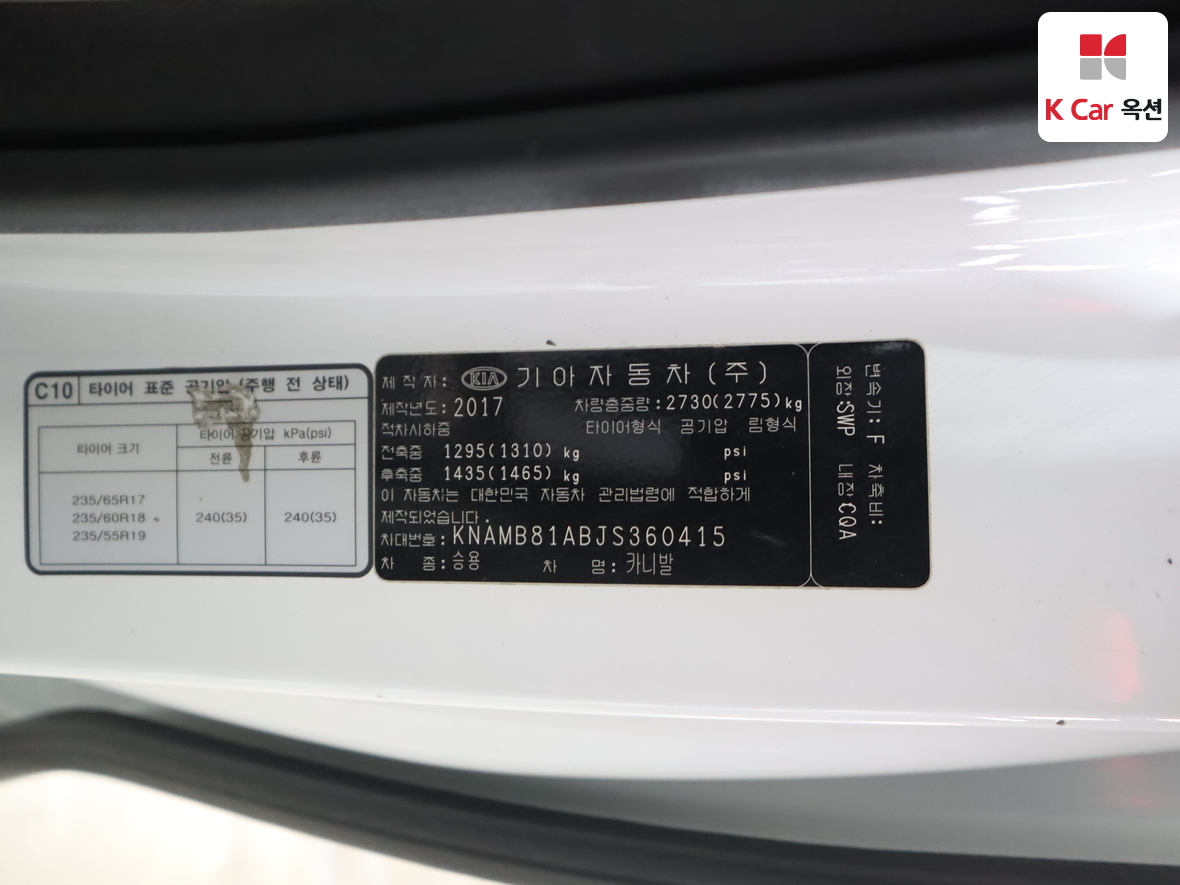 K Car 옥션
C10 타이어 표준 공기압 (주행 전 상태)
타이어 크기
타이어 공기압 kPa(psi)
전륜 후륜
235/65R17
235/60R18
235/55R19
240(35) 240(35)
제 작 자: KIA 기아자동차(주)
제작년도:2017 차량총중량:2730(2775)kg
적차시하중 타이어형식 공기압 림형식
전축중 1295(1310) kg psi
후축중 1435(1465) kg psi
이 자동차는 대한민국 자동차 관리법령에 적합하게
제작되었습니다.
차대번호:KNAMB81ABJS360415
차 종:승용 차 명:카니발
변속기: F 차축비:
외장:SWP 내장:CQA